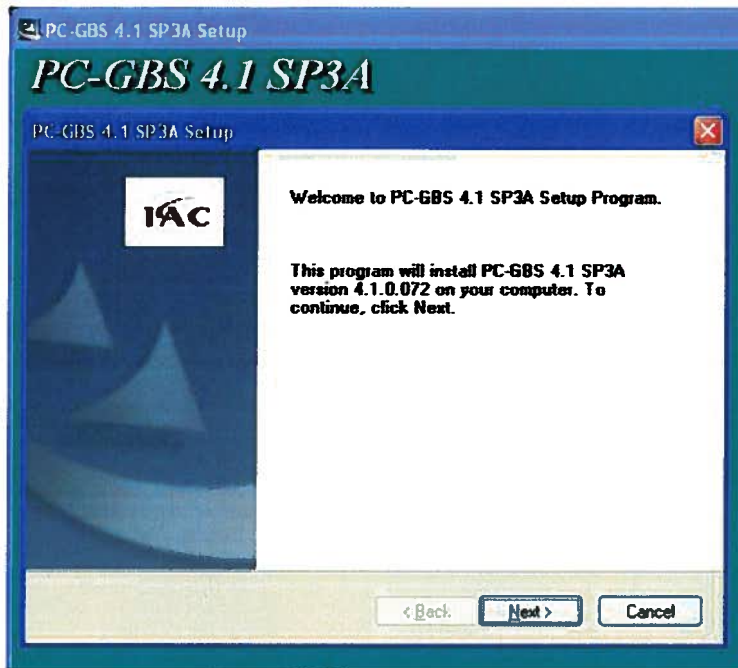 PC-GBS 4.1 SP3A Setup
PC-GBS 4.1 SP3A
PC-GBS 4.1 SP3A Setup
IAC
Welcome to PC-GBS 4.1 SP3A Setup Program.
This program will install PC-GBS 4.1 SP3A
version 4.1.0.072 on your computer. To
continue, click Next.
< Back
Next >
Cancel